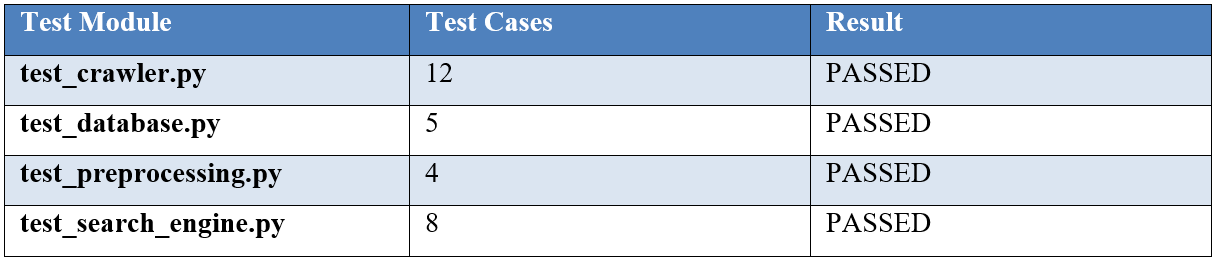 Test Module Test Cases Result
test_crawler.py 12 PASSED
test_database.py 5 PASSED
test_preprocessing.py 4 PASSED
test_search_engine.py 8 PASSED